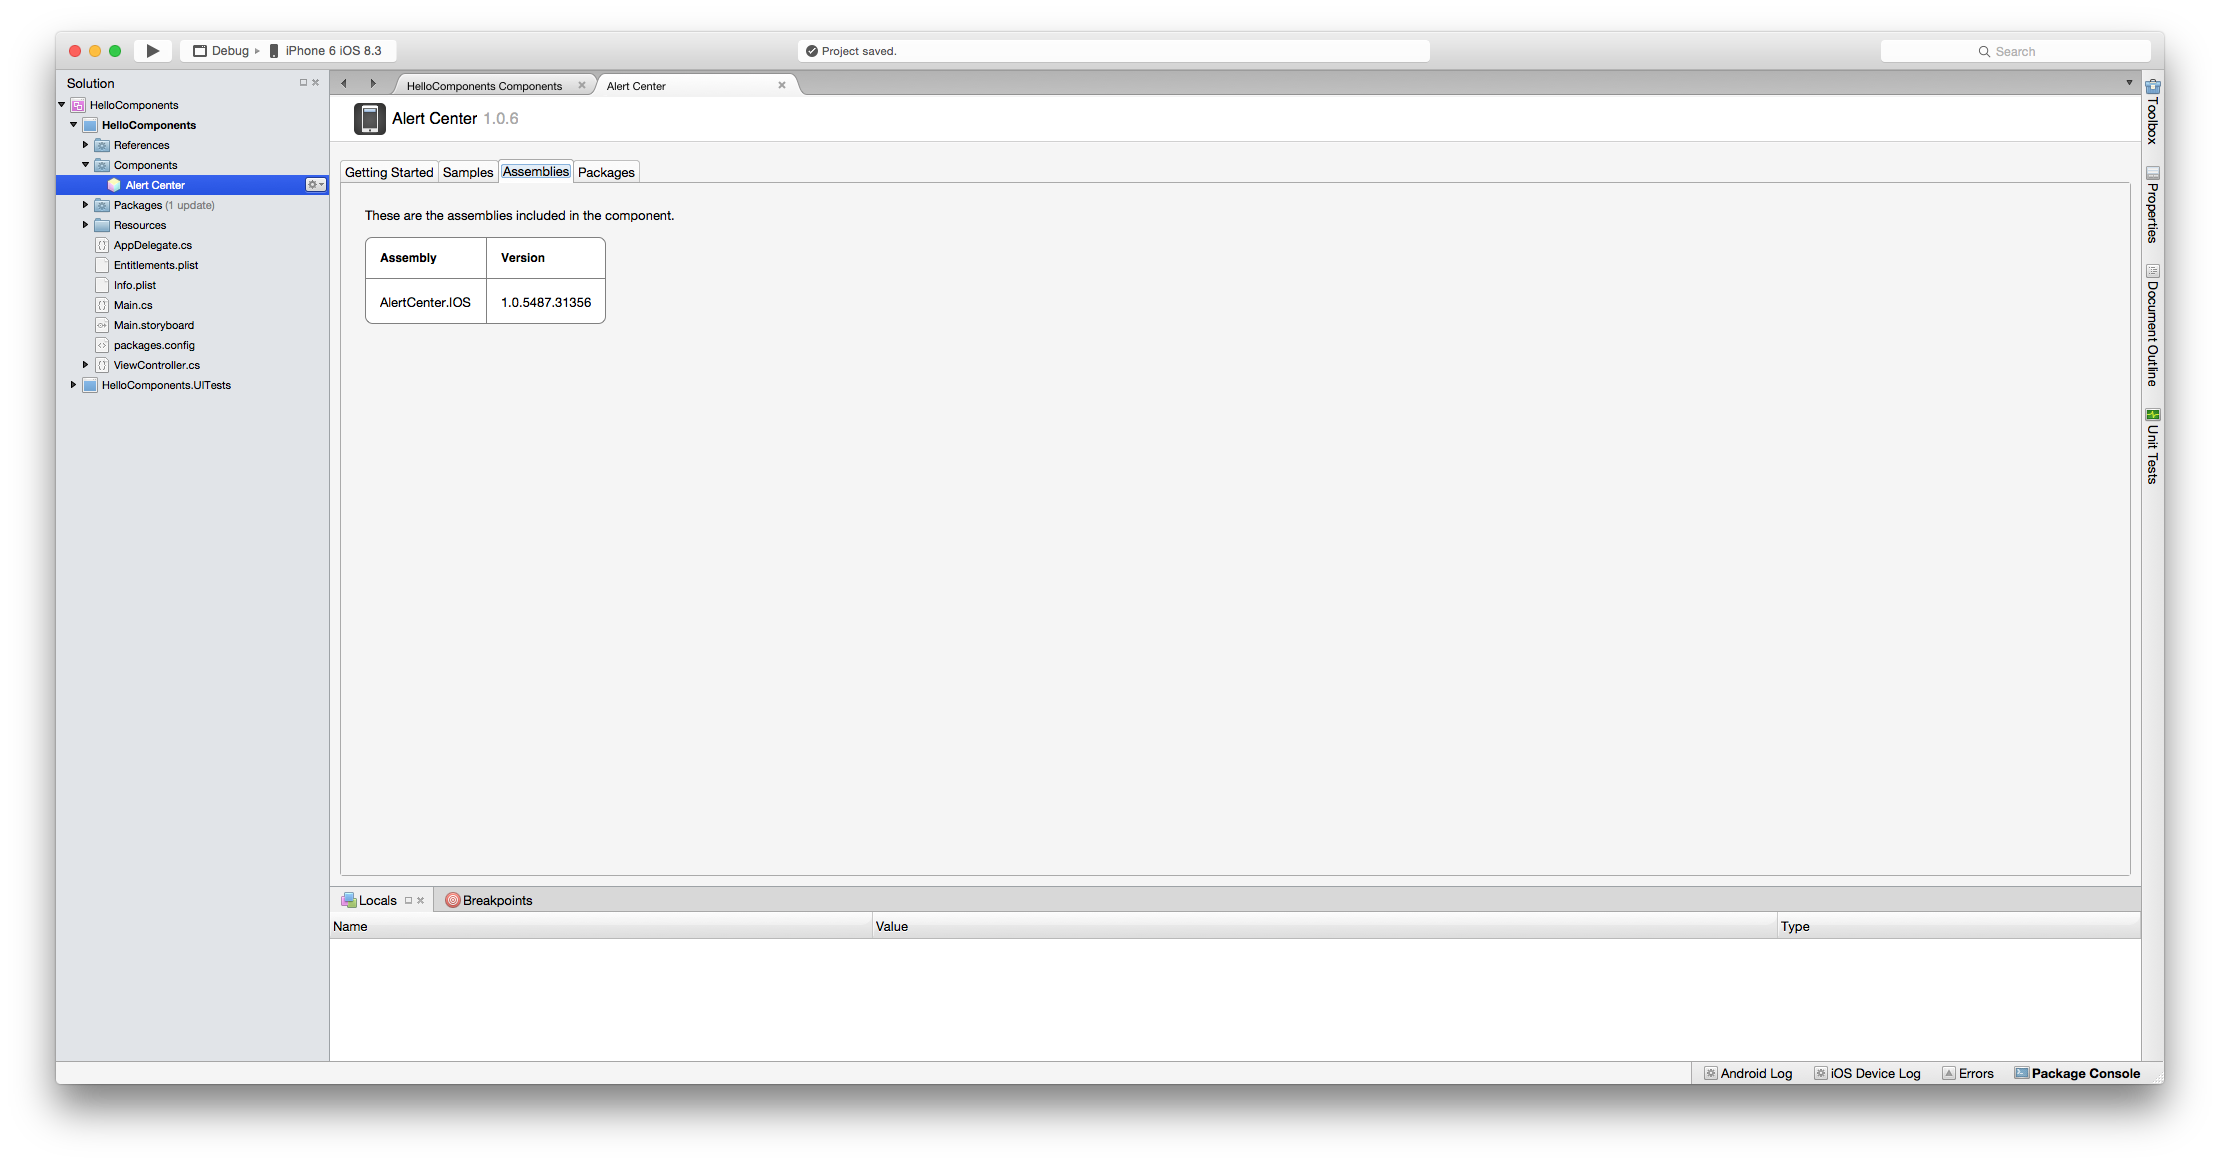 Debug
iPhone 6 iOS 8.3
Project saved.
Search
Solution
HelloComponents
HelloComponents
References
Components
Alert Center
Packages (1 update)
Resources
AppDelegate.cs
Entitlements.plist
Info.plist
Main.cs
Main.storyboard
packages.config
ViewController.cs
HelloComponents.UITests
HelloComponents Components
Alert Center
Alert Center 1.0.6
Getting Started
Samples
Assemblies
Packages
These are the assemblies included in the component.
Assembly Version
AlertCenter.IOS 1.0.5487.31356
Toolbox
Properties
Document Outline
Unit Tests
Locals
Breakpoints
Name Value Type
Android Log
iOS Device Log
Errors
Package Console